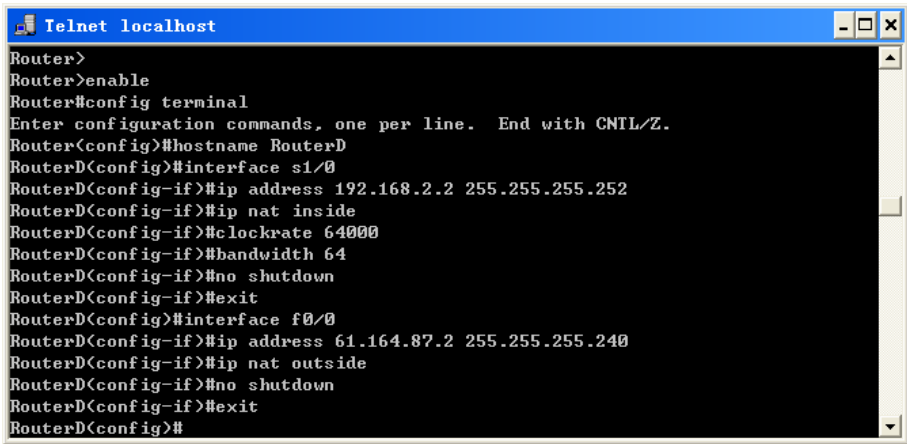 Telnet localhost
Router>
Router>enable
Router#config terminal
Enter configuration commands, one per line.  End with CNTL/Z.
Router(config)#hostname RouterD
RouterD(config)#interface s1/0
RouterD(config-if)#ip address 192.168.2.2 255.255.255.252
RouterD(config-if)#ip nat inside
RouterD(config-if)#clockrate 64000
RouterD(config-if)#bandwidth 64
RouterD(config-if)#no shutdown
RouterD(config-if)#exit
RouterD(config)#interface f0/0
RouterD(config-if)#ip address 61.164.87.2 255.255.255.240
RouterD(config-if)#ip nat outside
RouterD(config-if)#no shutdown
RouterD(config-if)#exit
RouterD(config)#